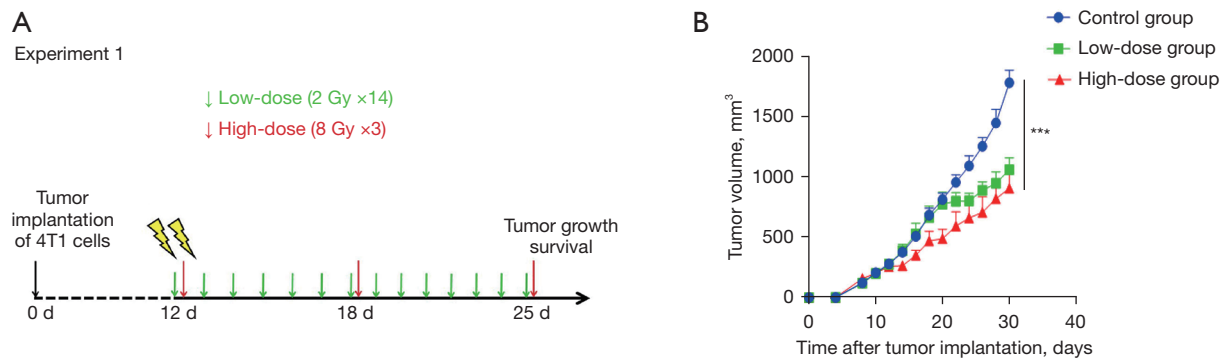 A
Experiment 1
↓ Low-dose (2 Gy ×14)
↓ High-dose (8 Gy ×3)
Tumor
implantation
of 4T1 cells
Tumor growth
survival
0 d
12 d
18 d
25 d
B
Control group
Low-dose group
High-dose group
Tumor volume, mm³
2000
1500
1000
500
0
***
0
10
20
30
40
Time after tumor implantation, days